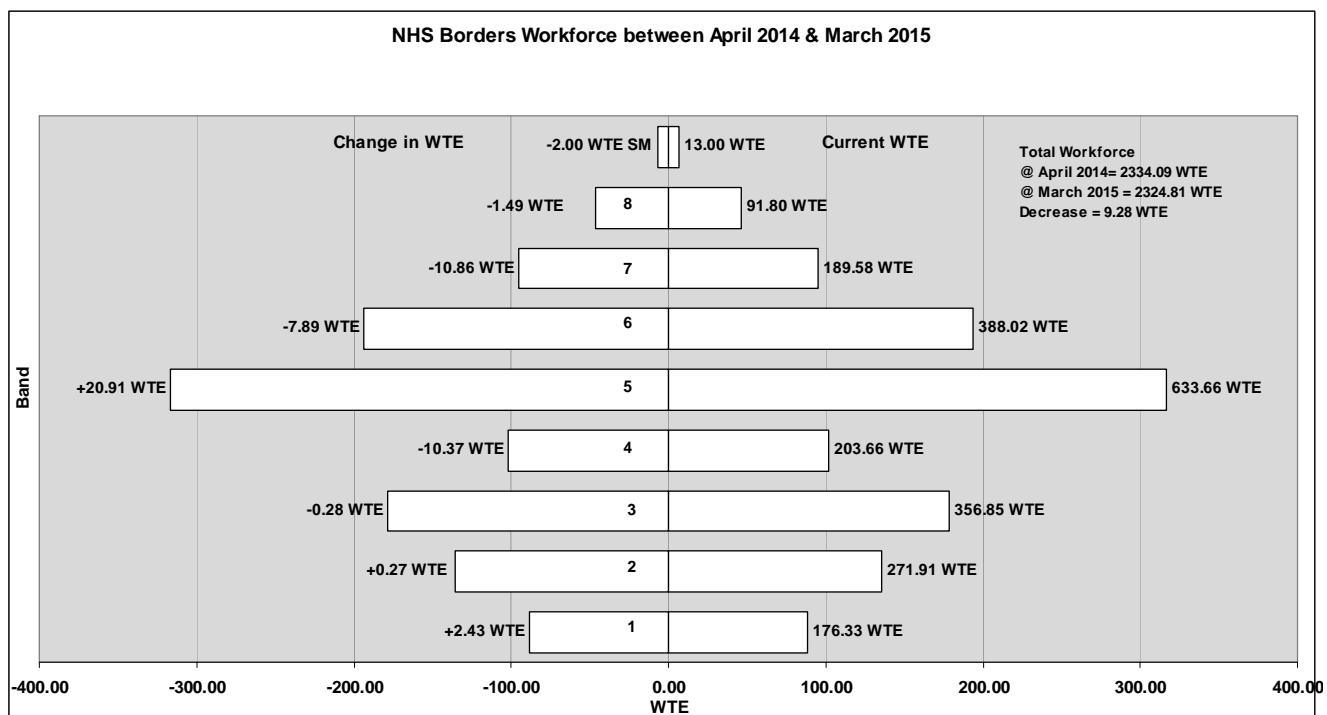 NHS Borders Workforce between April 2014 & March 2015
Change in WTE
-2.00 WTE SM
13.00 WTE
Current WTE
Total Workforce
@ April 2014= 2334.09 WTE
@ March 2015 = 2324.81 WTE
Decrease = 9.28 WTE
-1.49 WTE
8
91.80 WTE
-10.86 WTE
7
189.58 WTE
-7.89 WTE
6
388.02 WTE
+20.91 WTE
5
633.66 WTE
-10.37 WTE
4
203.66 WTE
-0.28 WTE
3
356.85 WTE
+0.27 WTE
2
271.91 WTE
+2.43 WTE
1
176.33 WTE
Band
-400.00 -300.00 -200.00 -100.00 0.00 100.00 200.00 300.00 400.00
WTE